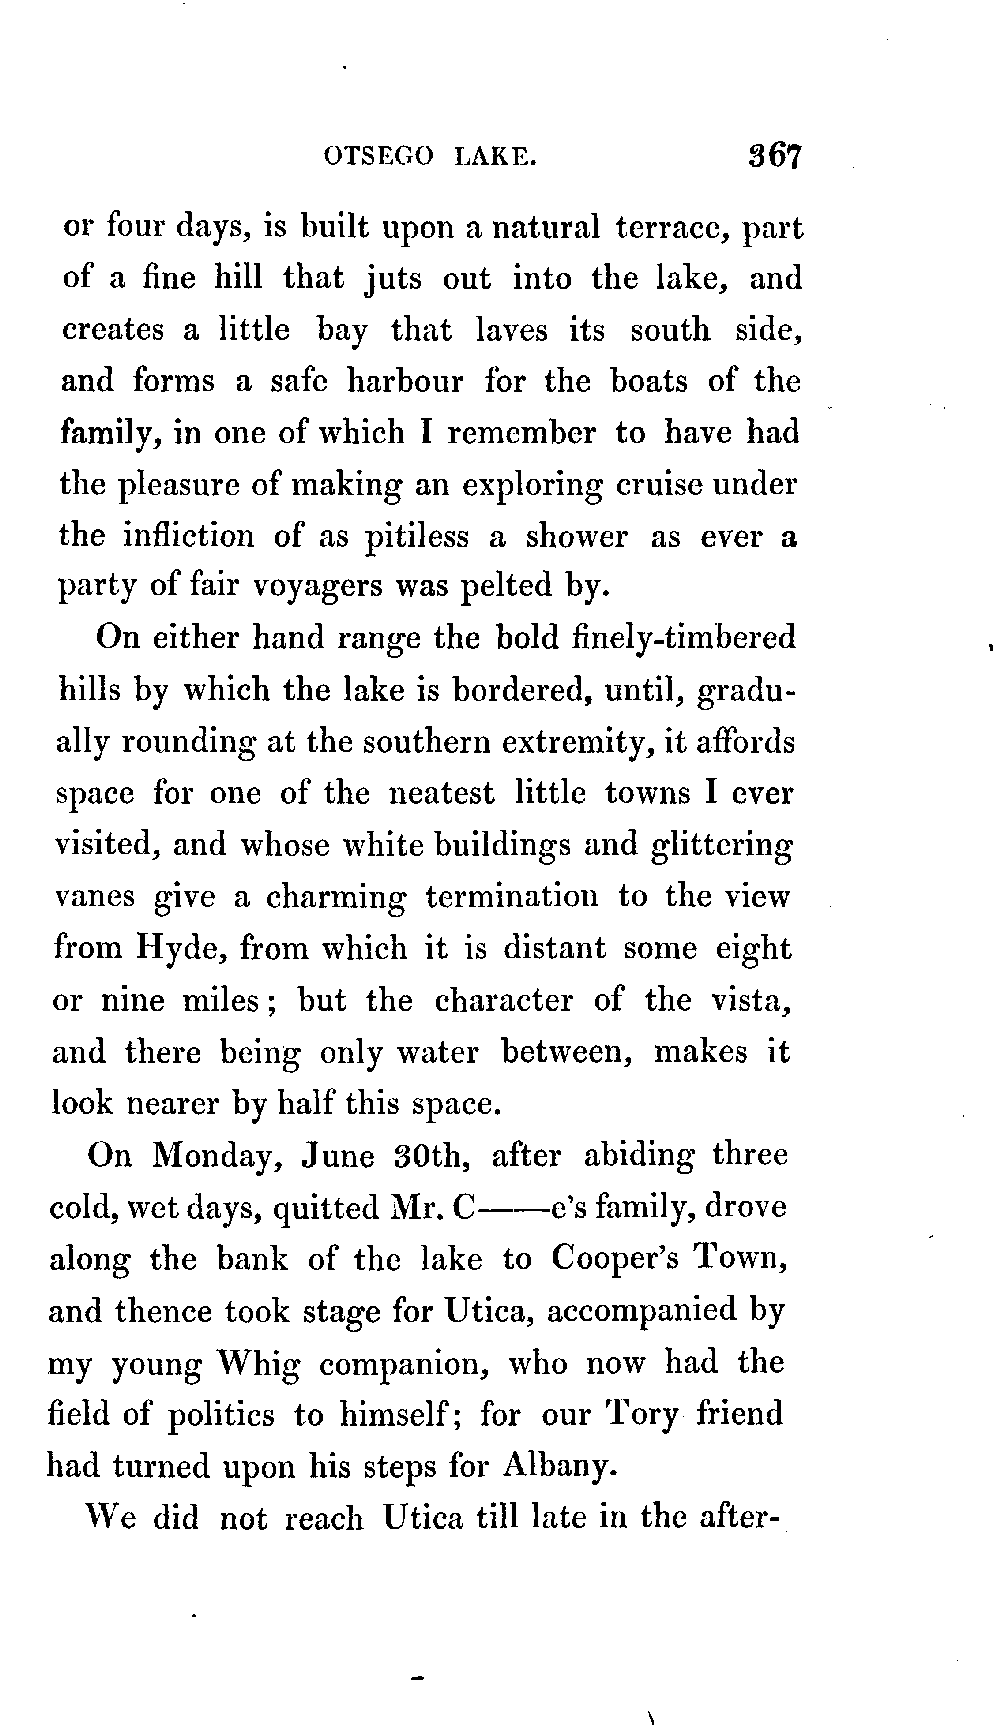 OTSEGO LAKE. 367
or four days, is built upon a natural terrace, part
of a fine hill that juts out into the lake, and
creates a little bay that laves its south side,
and forms a safe harbour for the boats of the
family, in one of which I remember to have had
the pleasure of making an exploring cruise under
the infliction of as pitiless a shower as ever a
party of fair voyagers was pelted by.
On either hand range the bold finely-timbered
hills by which the lake is bordered, until, gradu-
ally rounding at the southern extremity, it affords
space for one of the neatest little towns I ever
visited, and whose white buildings and glittering
vanes give a charming termination to the view
from Hyde, from which it is distant some eight
or nine miles; but the character of the vista,
and there being only water between, makes it
look nearer by half this space.
On Monday, June 30th, after abiding three
cold, wet days, quitted Mr. C——e's family, drove
along the bank of the lake to Cooper's Town,
and thence took stage for Utica, accompanied by
my young Whig companion, who now had the
field of politics to himself; for our Tory friend
had turned upon his steps for Albany.
We did not reach Utica till late in the after-